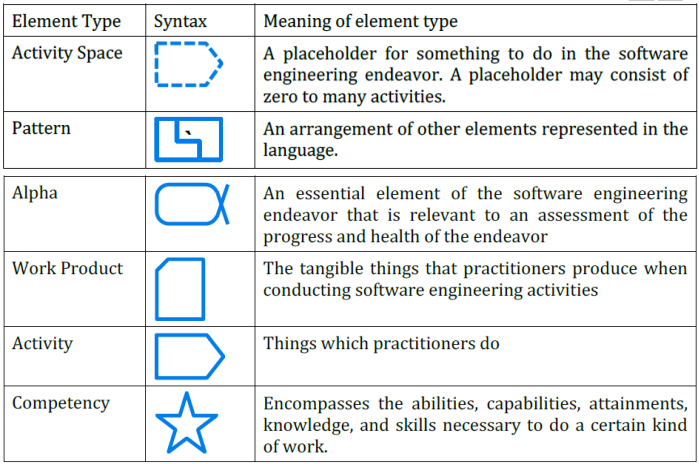 Element Type Syntax Meaning of element type
Activity Space A placeholder for something to do in the software
engineering endeavor. A placeholder may consist of
zero to many activities.
Pattern An arrangement of other elements represented in the
language.
Alpha An essential element of the software engineering
endeavor that is relevant to an assessment of the
progress and health of the endeavor
Work Product The tangible things that practitioners produce when
conducting software engineering activities
Activity Things which practitioners do
Competency Encompasses the abilities, capabilities, attainments,
knowledge, and skills necessary to do a certain kind
of work.